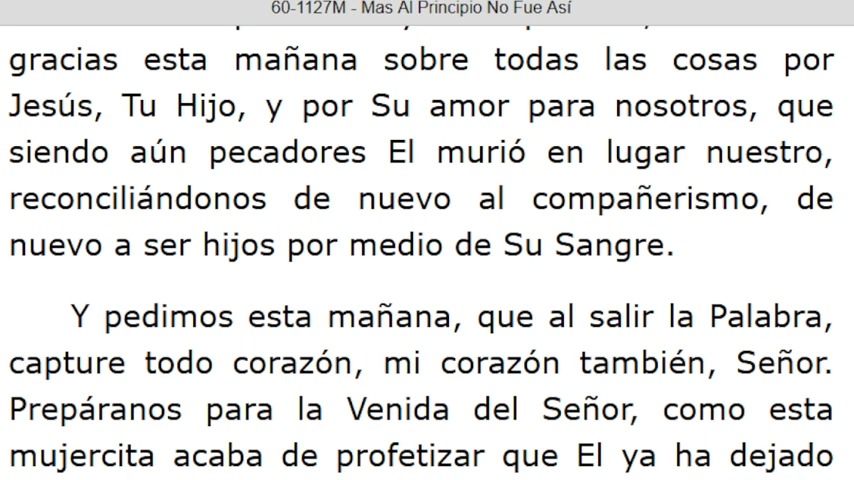 60-1127M - Mas Al Principio No Fue Así
gracias esta mañana sobre todas las cosas por
Jesús, Tu Hijo, y por Su amor para nosotros, que
siendo aún pecadores El murió en lugar nuestro,
reconciliándonos de nuevo al compañerismo, de
nuevo a ser hijos por medio de Su Sangre.
Y pedimos esta mañana, que al salir la Palabra,
capture todo corazón, mi corazón también, Señor.
Prepáranos para la Venida del Señor, como esta
mujercita acaba de profetizar que El ya ha dejado